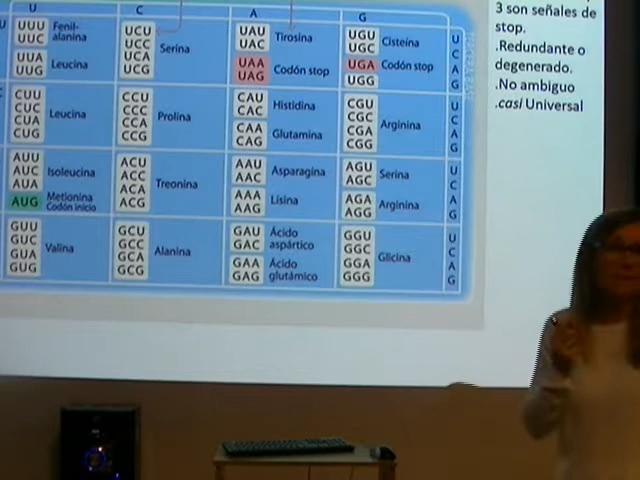 U C A G
UUU
UUC
Fenil-
alanina
UUA
UUG
Leucina
UCU
UCC
UCA
UCG
Serina
UAU
UAC
Tirosina
UAA
UAG
Codón stop
UGU
UGC
Cisteína
UGA
Codón stop
UGG
U
C
A
G
CUU
CUC
CUA
CUG
Leucina
CCU
CCC
CCA
CCG
Prolina
CAU
CAC
Histidina
CAA
CAG
Glutamina
CGU
CGC
CGA
CGG
Arginina
U
C
A
G
AUU
AUC
AUA
Isoleucina
AUG
Metionina
Codón inicio
ACU
ACC
ACA
ACG
Treonina
AAU
AAC
Asparagina
AAA
AAG
Lisina
AGU
AGC
Serina
AGA
AGG
Arginina
U
C
A
G
GUU
GUC
GUA
GUG
Valina
GCU
GCC
GCA
GCG
Alanina
GAU
GAC
Ácido
aspártico
GAA
GAG
Ácido
glutámico
GGU
GGC
GGA
GGG
Glicina
U
C
A
G
3 son señales de
stop.
.Redundante o
degenerado.
.No ambiguo
.casi Universal